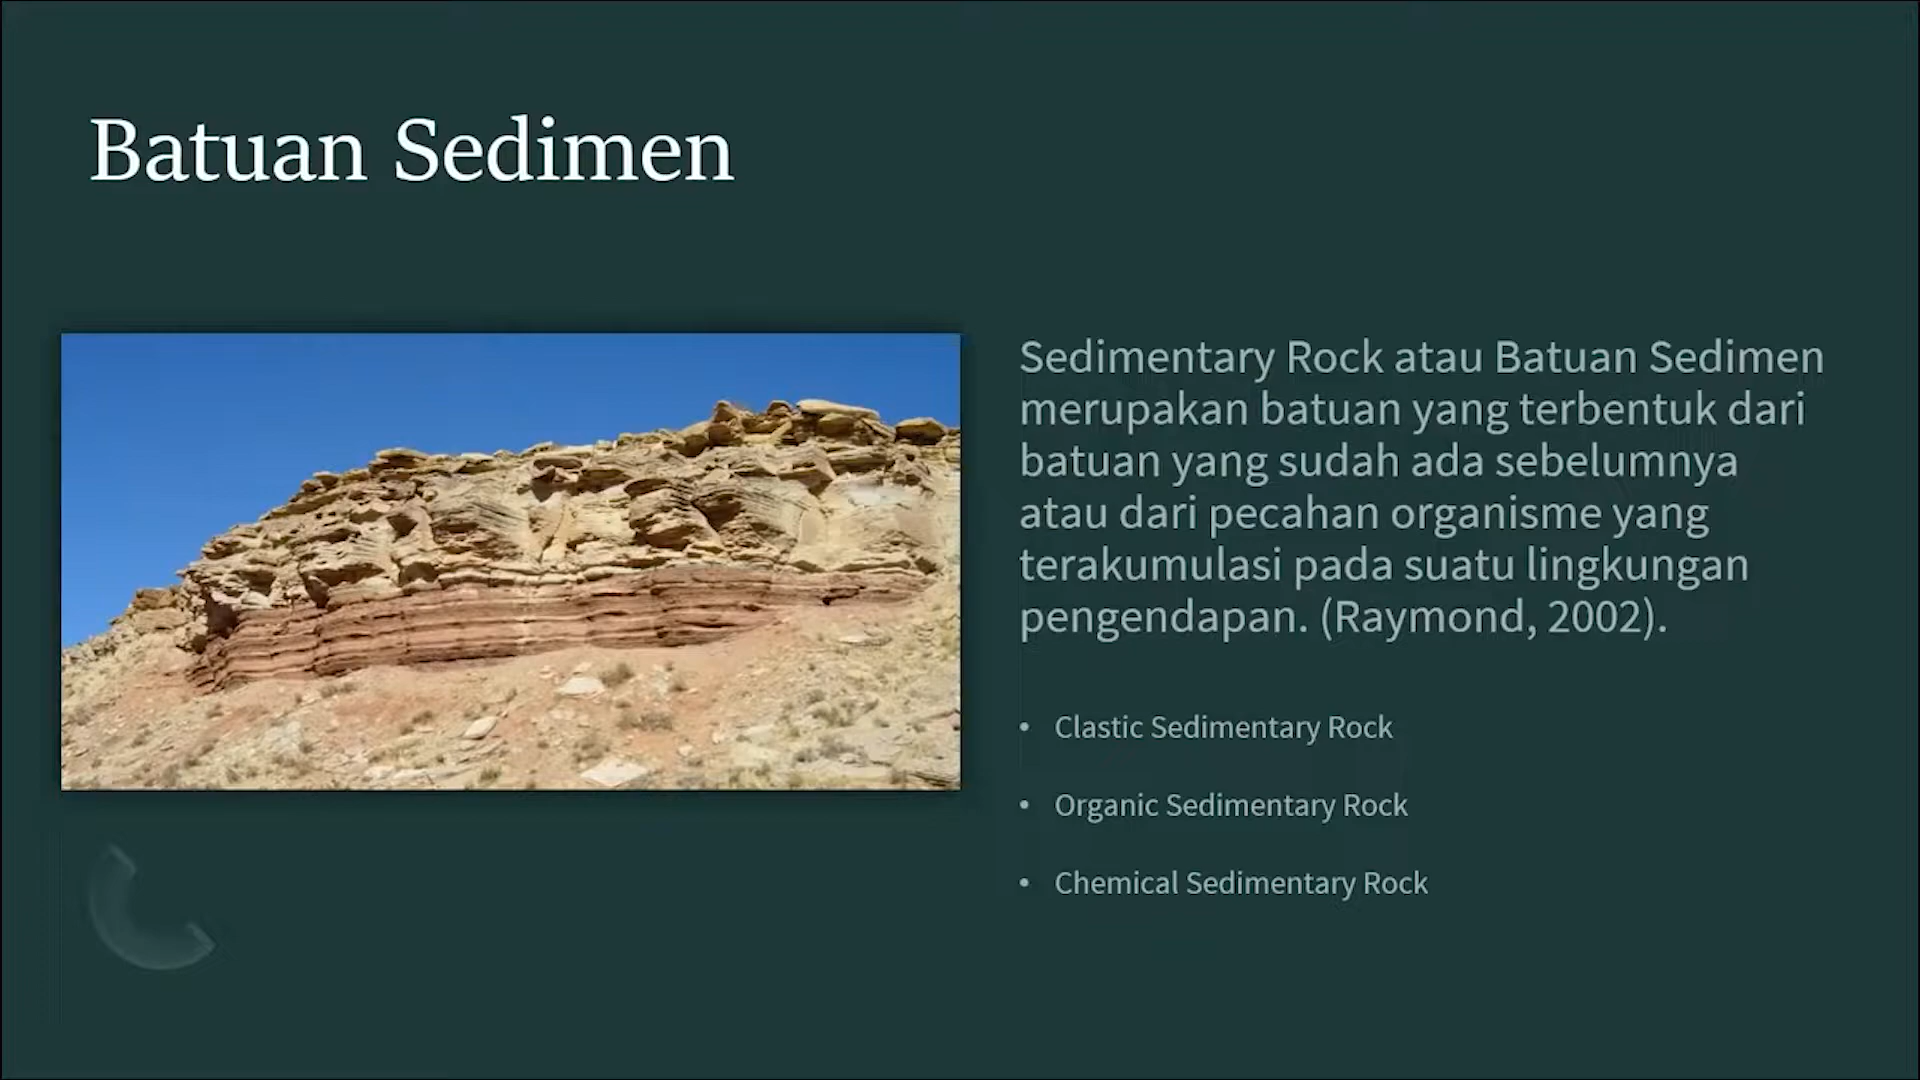 Batuan Sedimen
Sedimentary Rock atau Batuan Sedimen
merupakan batuan yang terbentuk dari
batuan yang sudah ada sebelumnya
atau dari pecahan organisme yang
terakumulasi pada suatu lingkungan
pengendapan. (Raymond, 2002).
• Clastic Sedimentary Rock
• Organic Sedimentary Rock
• Chemical Sedimentary Rock